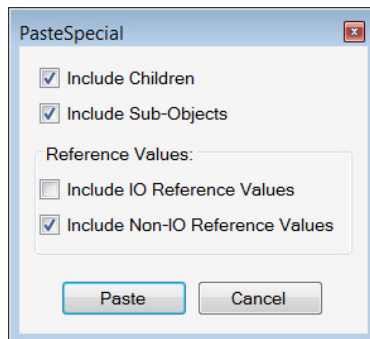 PasteSpecial
Include Children
Include Sub-Objects
Reference Values:
Include IO Reference Values
Include Non-IO Reference Values
Paste Cancel